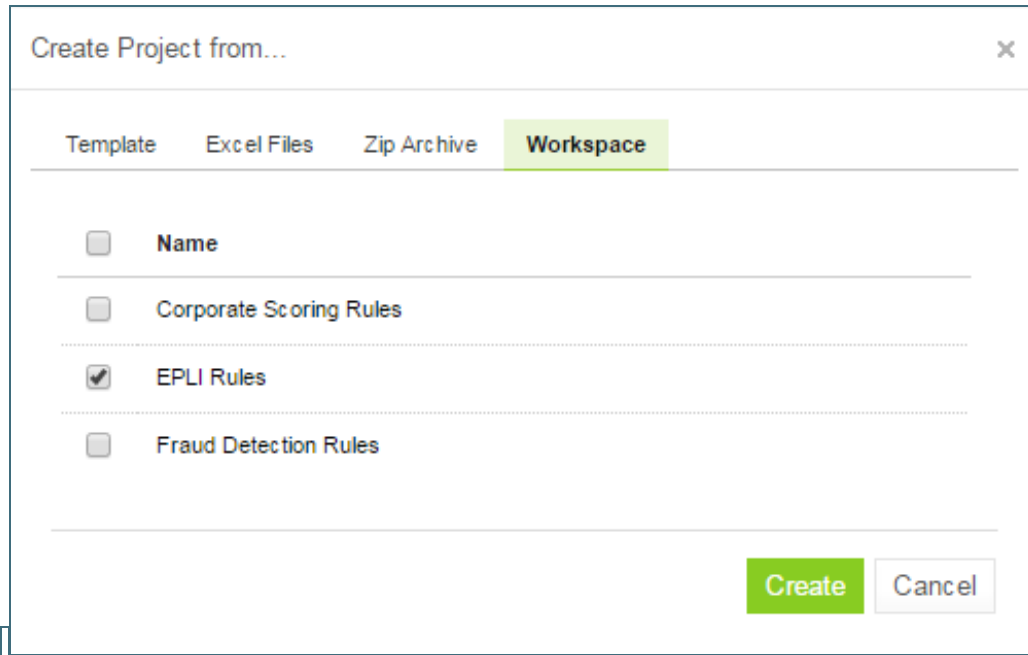 Create Project from...
Template Excel Files Zip Archive Workspace
Name
Corporate Scoring Rules
EPLI Rules
Fraud Detection Rules
Create Cancel